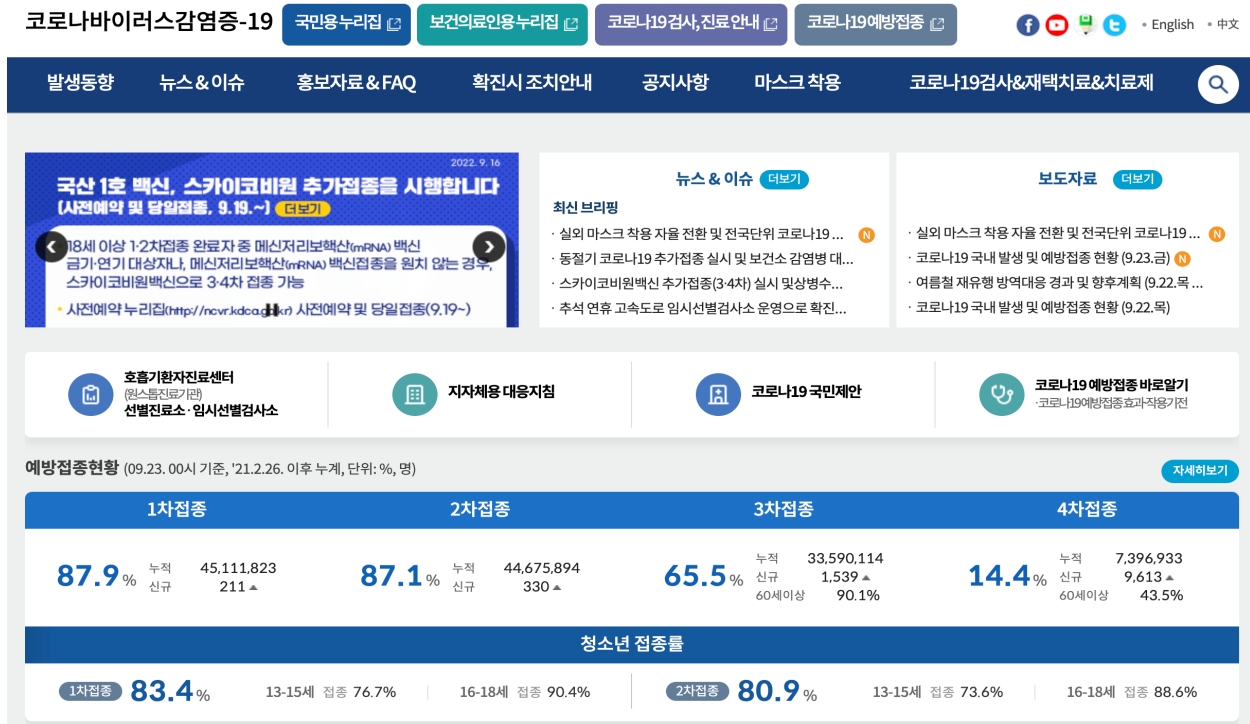 코로나바이러스감염증-19 국민용 누리집 보건의료인용 누리집 코로나19 검사, 진료 안내 코로나19 예방접종 • English • 中文
발생동향 뉴스 & 이슈 홍보자료 & FAQ 확진시 조치안내 공지사항 마스크 착용 코로나19검사&재택치료&치료제
2022. 9. 16
국산 1호 백신, 스카이코비원 추가접종을 시행합니다
(사전예약 및 당일접종, 9.19.~) 더보기
18세 이상 1·2차접종 완료자 중 메신저리보핵산(mRNA) 백신
금기·연기 대상자나, 메신저리보핵산(mRNA) 백신접종을 원치 않는 경우,
스카이코비원백신으로 3·4차 접종 가능
• 사전예약 누리집(http://ncvr.kdca.go.kr) 사전예약 및 당일접종(9.19~)
뉴스 & 이슈 더보기
최신 브리핑
· 실외 마스크 착용 자율 전환 및 전국단위 코로나19 ... N
· 동절기 코로나19 추가접종 실시 및 보건소 감염병 대...
· 스카이코비원백신 추가접종(3·4차) 실시 및상병수...
· 추석 연휴 고속도로 임시선별검사소 운영으로 확진...
보도자료 더보기
· 실외 마스크 착용 자율 전환 및 전국단위 코로나19 ... N
· 코로나19 국내 발생 및 예방접종 현황 (9.23.금) N
· 여름철 재유행 방역대응 경과 및 향후계획 (9.22.목 ...
· 코로나19 국내 발생 및 예방접종 현황 (9.22.목)
호흡기환자진료센터
(원스톱진료기관)
선별진료소 · 임시선별검사소
지자체용 대응지침
코로나19 국민제안
코로나19 예방접종 바로알기
·코로나19예방접종 효과·작용기전
예방접종현황 (09.23. 00시 기준, '21.2.26. 이후 누계, 단위: %, 명) 자세히보기
1차접종 2차접종 3차접종 4차접종
87.9 % 누적 45,111,823
신규 211 ▲
87.1 % 누적 44,675,894
신규 330 ▲
65.5 % 누적 33,590,114
신규 1,539 ▲
60세이상 90.1%
14.4 % 누적 7,396,933
신규 9,613 ▲
60세이상 43.5%
청소년 접종률
1차접종 83.4 % 13-15세 접종 76.7% 16-18세 접종 90.4% 2차접종 80.9 % 13-15세 접종 73.6% 16-18세 접종 88.6%